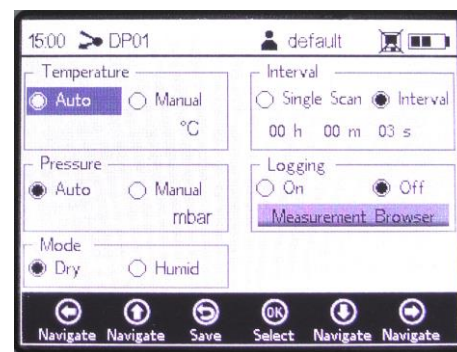 15:00 DP01 default
Temperature
Auto Manual
°C
Pressure
Auto Manual
mbar
Mode
Dry Humid
Interval
Single Scan Interval
00 h 00 m 03 s
Logging
On Off
Measurement Browser
Navigate Navigate Save OK Select Navigate Navigate